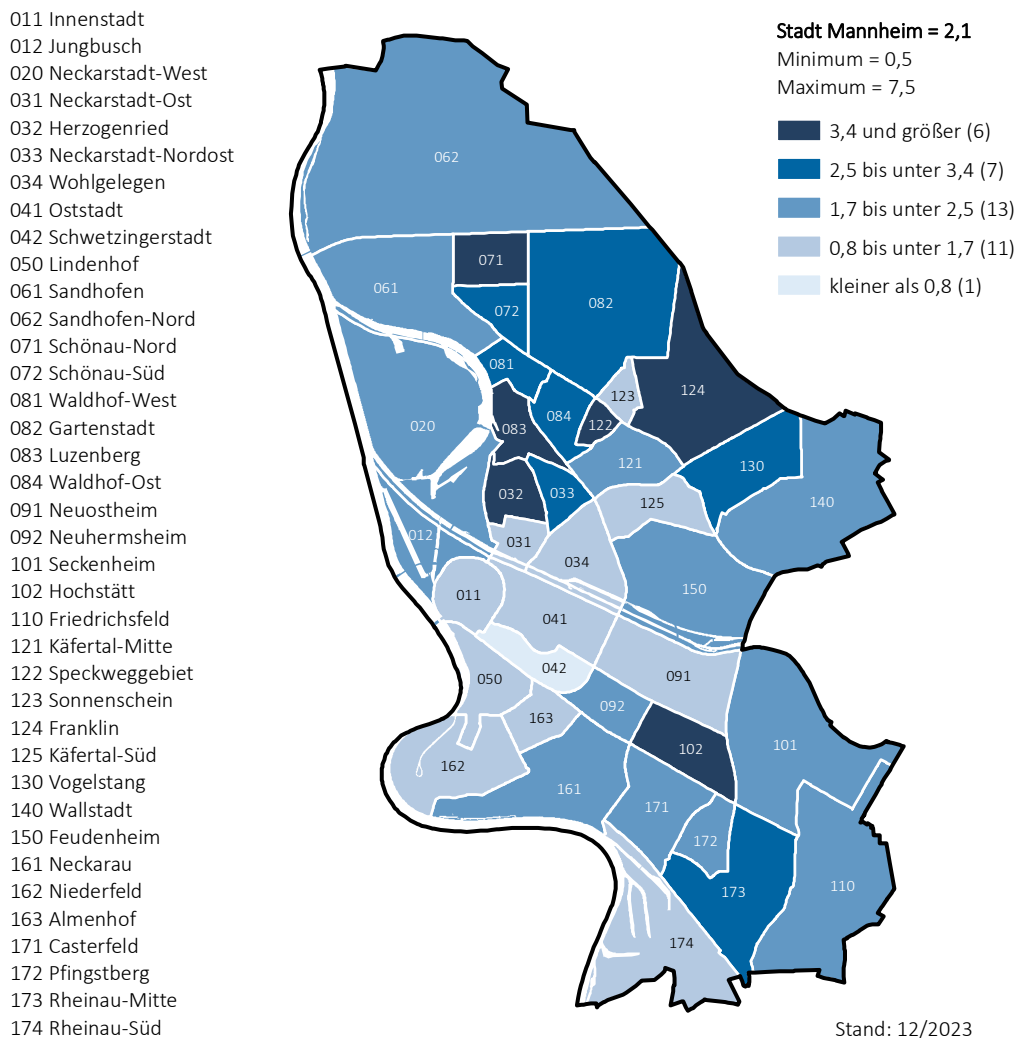 011 Innenstadt
012 Jungbusch
020 Neckarstadt-West
031 Neckarstadt-Ost
032 Herzogenried
033 Neckarstadt-Nordost
034 Wohlgelegen
041 Oststadt
042 Schwetzingerstadt
050 Lindenhof
061 Sandhofen
062 Sandhofen-Nord
071 Schönau-Nord
072 Schönau-Süd
081 Waldhof-West
082 Gartenstadt
083 Luzenberg
084 Waldhof-Ost
091 Neuostheim
092 Neuhermsheim
101 Seckenheim
102 Hochstätt
110 Friedrichsfeld
121 Käfertal-Mitte
122 Speckweggebiet
123 Sonnenschein
124 Franklin
125 Käfertal-Süd
130 Vogelstang
140 Wallstadt
150 Feudenheim
161 Neckarau
162 Niederfeld
163 Almenhof
171 Casterfeld
172 Pfingstberg
173 Rheinau-Mitte
174 Rheinau-Süd
Stadt Mannheim = 2,1
Minimum = 0,5
Maximum = 7,5
3,4 und größer (6)
2,5 bis unter 3,4 (7)
1,7 bis unter 2,5 (13)
0,8 bis unter 1,7 (11)
kleiner als 0,8 (1)
062
071
061
072
082
081
124
123
083
084
122
020
121
130
032
033
125
140
012
031
034
150
011
041
042
050
091
092
163
102
101
162
161
171
172
173
110
174
Stand: 12/2023